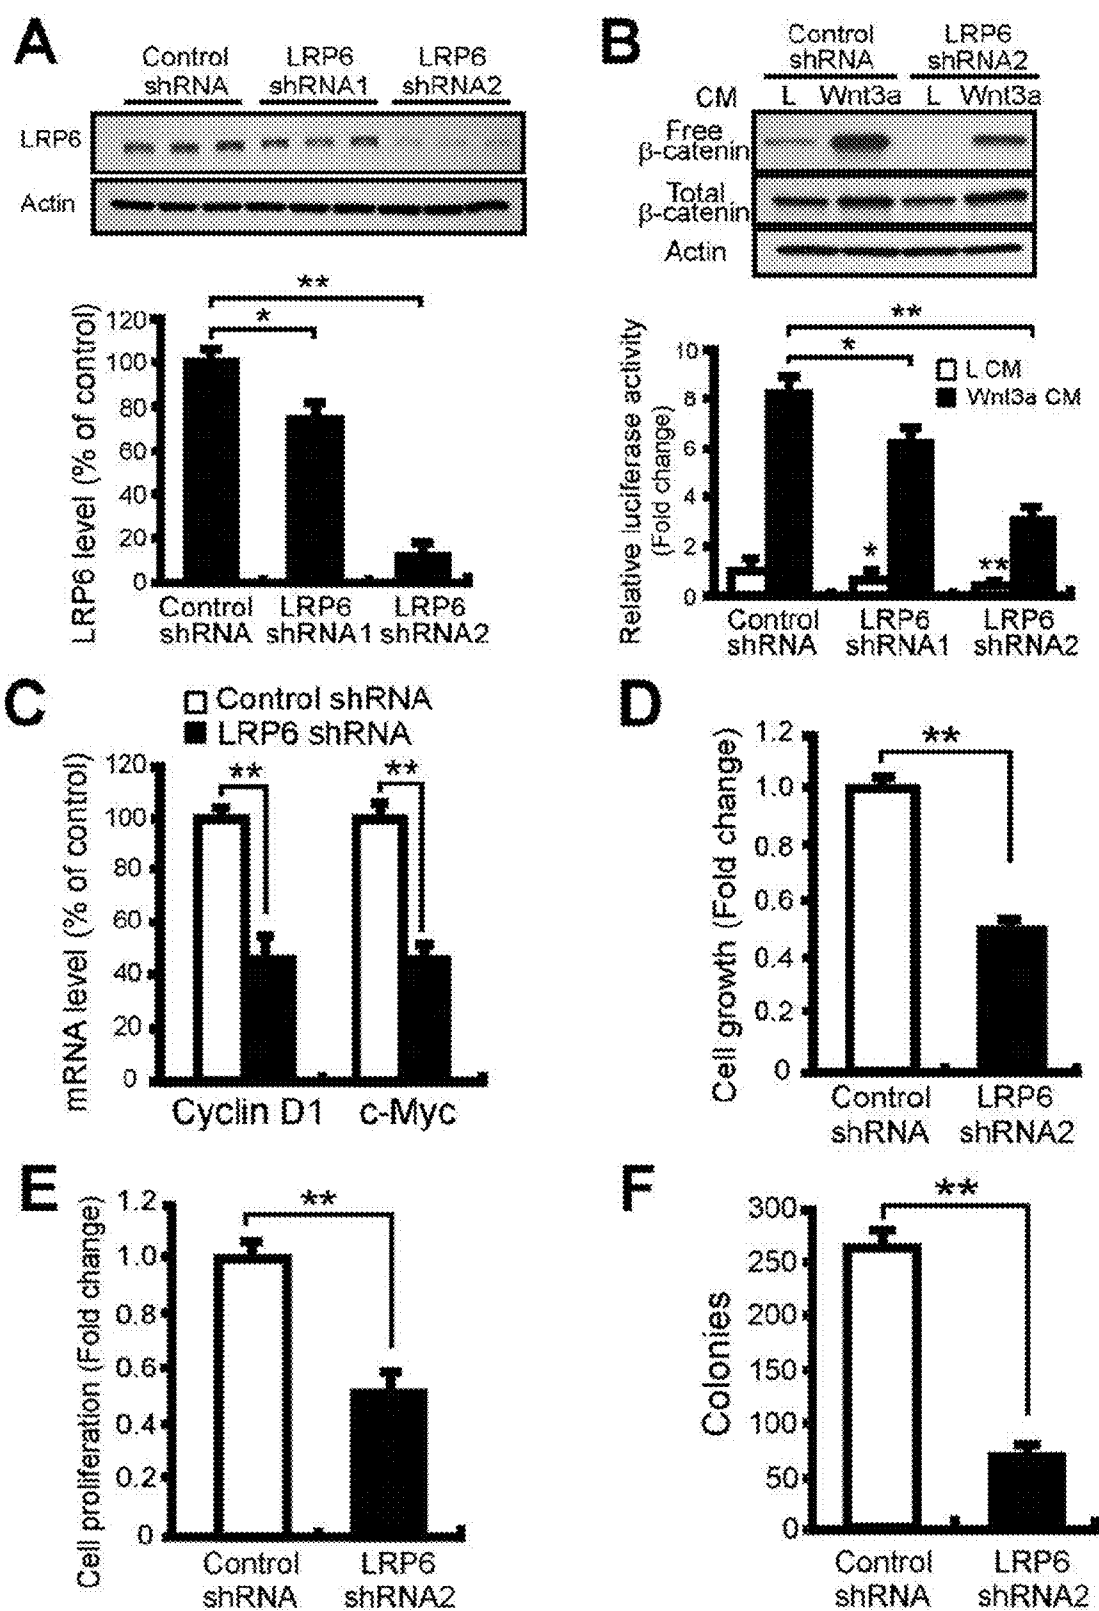 A
Control
shRNA
LRP6
shRNA1
LRP6
shRNA2
LRP6
Actin
LRP6 level (% of control)
120
100
80
60
40
20
0
**
*
Control
shRNA
LRP6
shRNA1
LRP6
shRNA2
B
Control
shRNA
LRP6
shRNA2
CM L Wnt3a L Wnt3a
Free
β-catenin
Total
β-catenin
Actin
Relative luciferase activity
(Fold change)
10
8
6
4
2
0
**
*
L CM
Wnt3a CM
*
**
Control
shRNA
LRP6
shRNA1
LRP6
shRNA2
C
Control shRNA
LRP6 shRNA
mRNA level (% of control)
120
100
80
60
40
20
0
** **
Cyclin D1 c-Myc
D
Cell growth (Fold change)
1.2
1.0
0.8
0.6
0.4
0.2
0
**
Control
shRNA
LRP6
shRNA2
E
Cell proliferation (Fold change)
1.2
1.0
0.8
0.6
0.4
0.2
0
**
Control
shRNA
LRP6
shRNA2
F
Colonies
300
250
200
150
100
50
0
**
Control
shRNA
LRP6
shRNA2